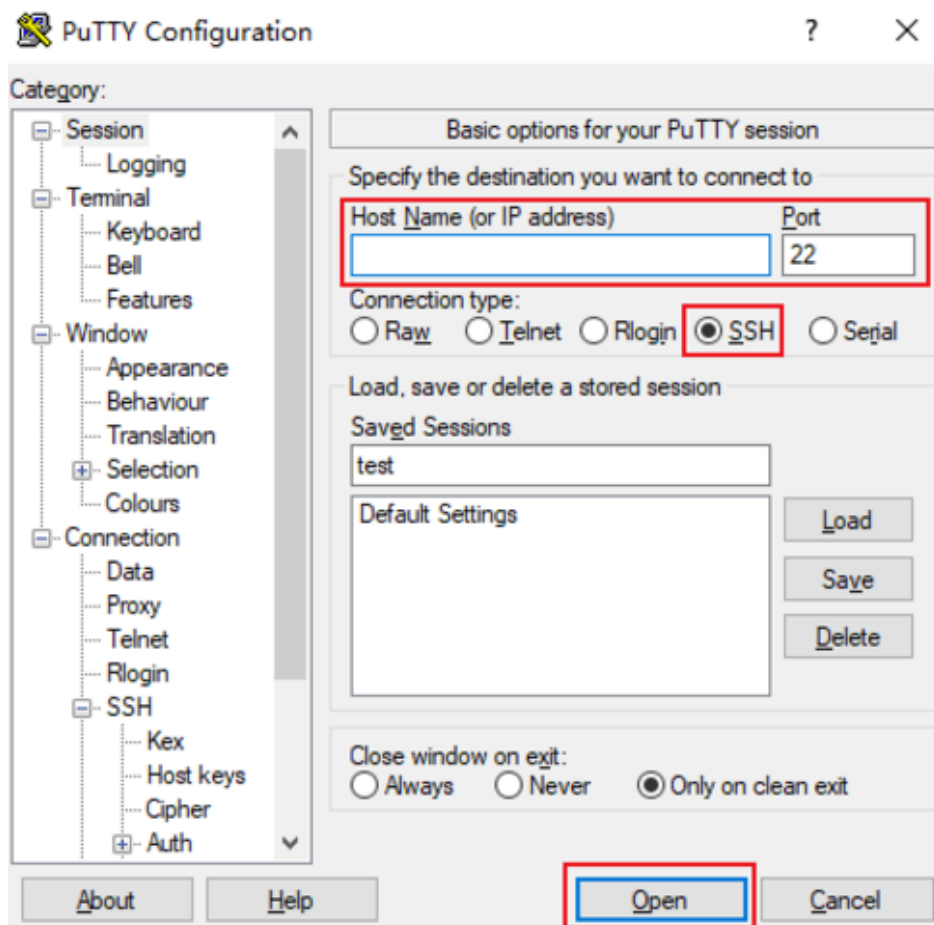 PuTTY Configuration
?
Category:
Session
Logging
Terminal
Keyboard
Bell
Features
Window
Appearance
Behaviour
Translation
Selection
Colours
Connection
Data
Proxy
Telnet
Rlogin
SSH
Kex
Host keys
Cipher
Auth
Basic options for your PuTTY session
Specify the destination you want to connect to
Host Name (or IP address) Port
22
Connection type:
Raw Telnet Rlogin SSH Serial
Load, save or delete a stored session
Saved Sessions
test
Default Settings
Load
Save
Delete
Close window on exit:
Always Never Only on clean exit
About Help Open Cancel